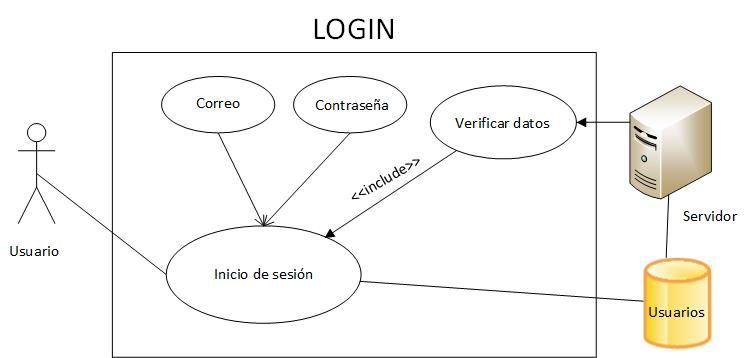 LOGIN
Correo
Contraseña
Verificar datos
<<include>>
Usuario
Servidor
Inicio de sesión
Usuarios